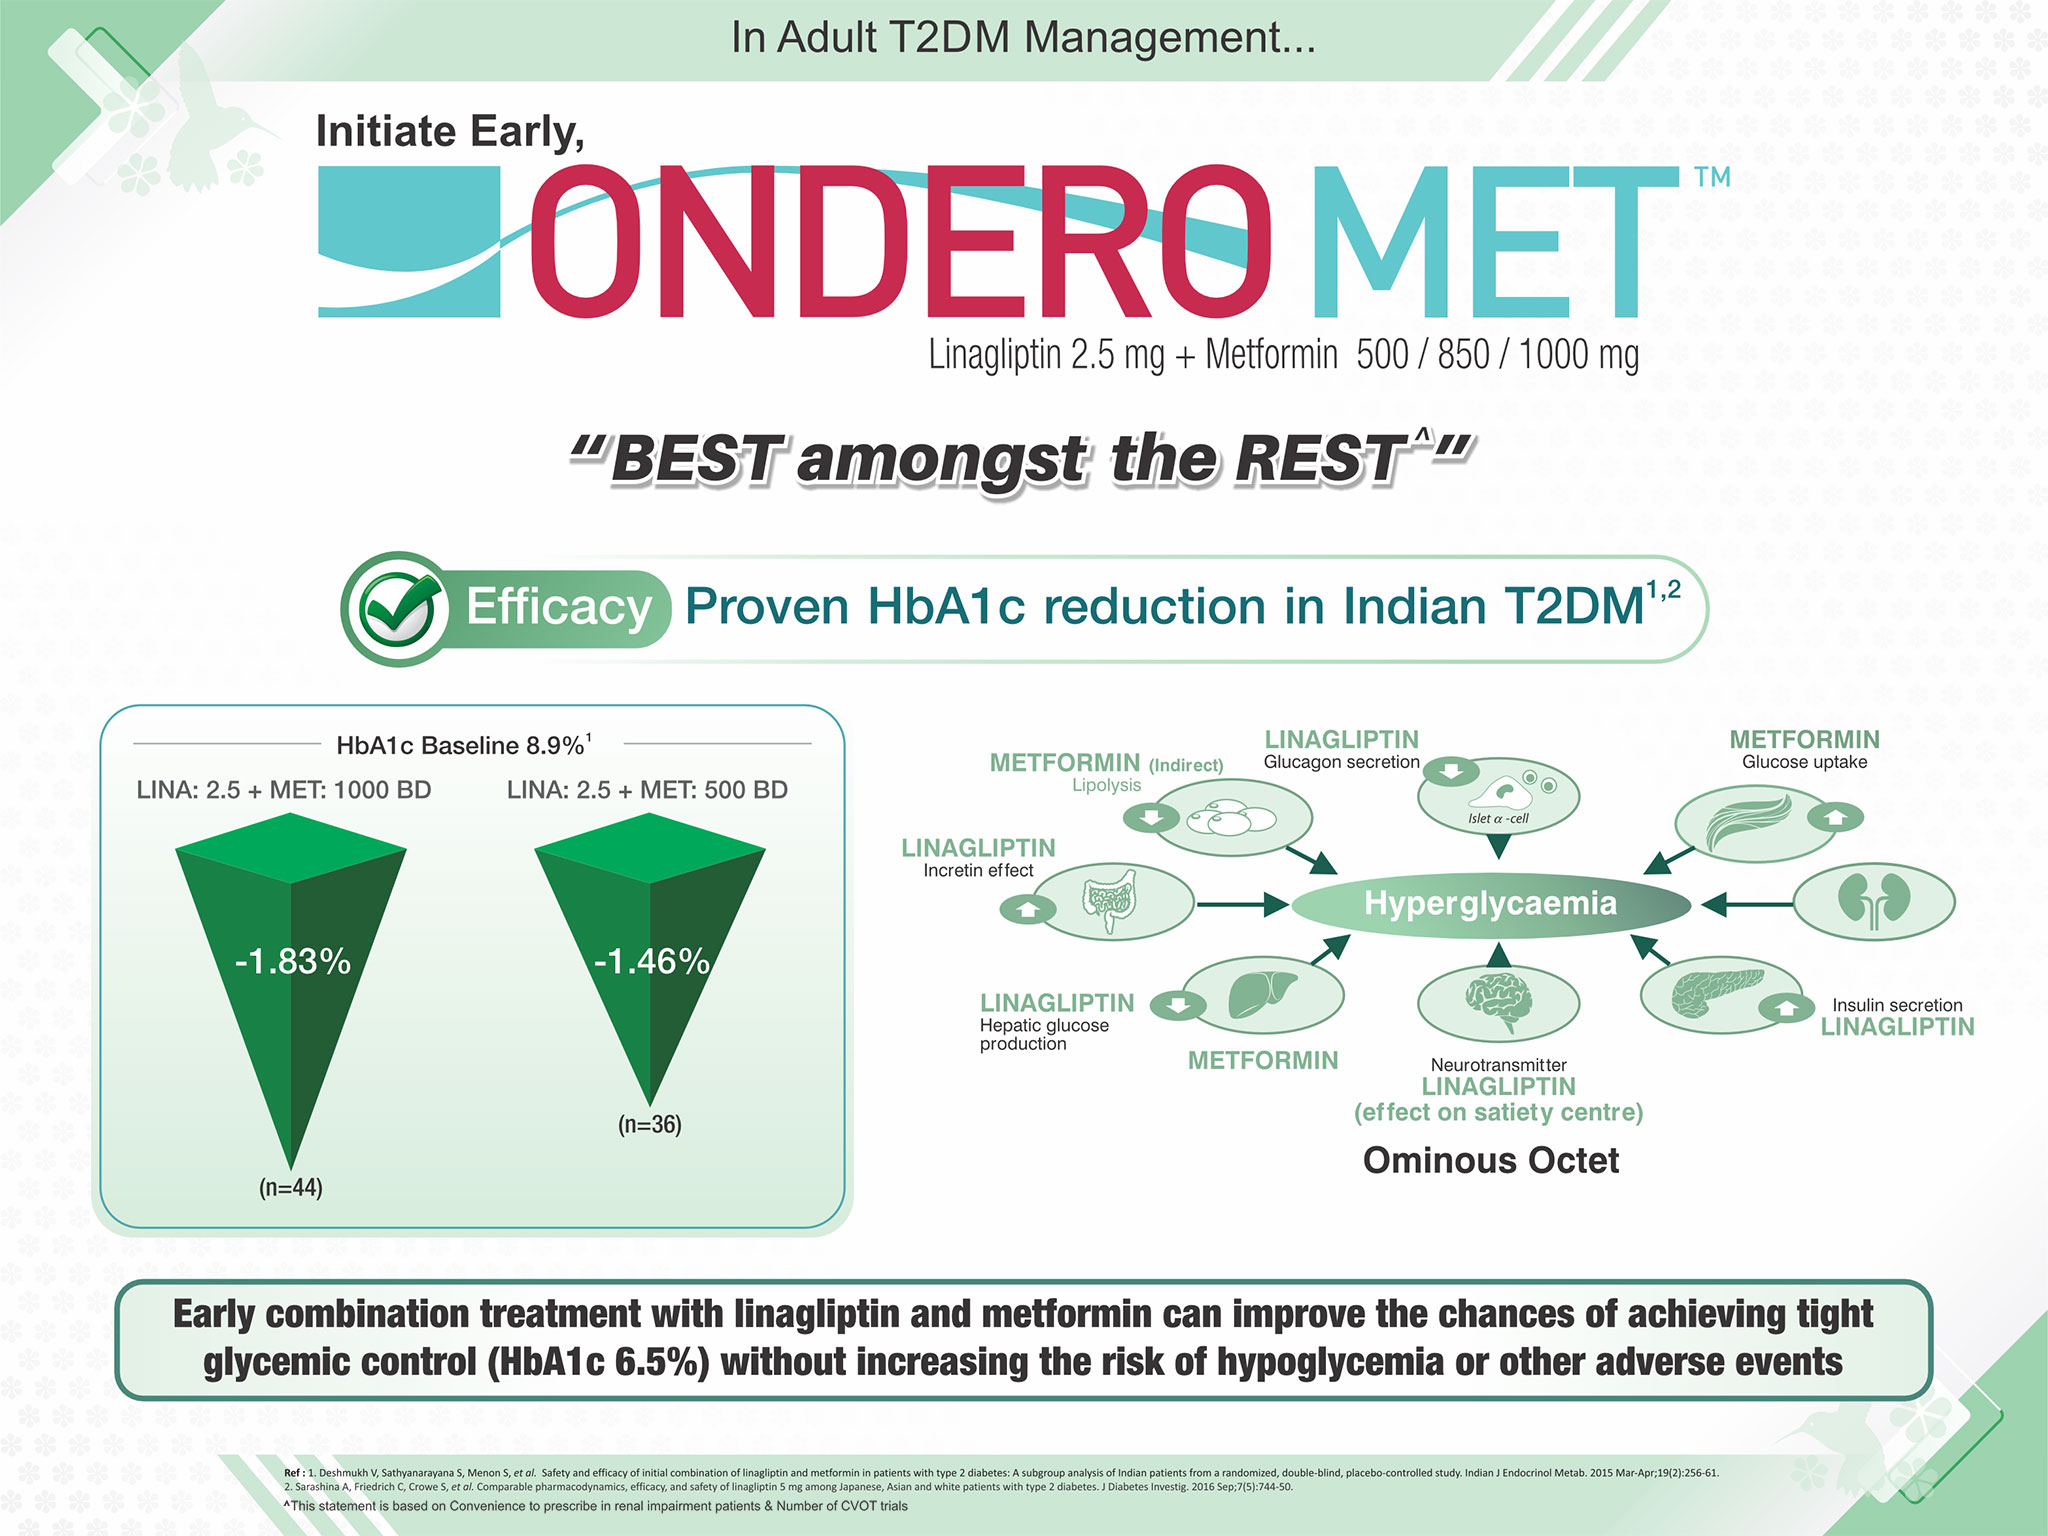 In Adult T2DM Management...
Initiate Early,
ONDERO MET™
Linagliptin 2.5 mg + Metformin 500 / 850 / 1000 mg
“BEST amongst the REST^”
Efficacy Proven HbA1c reduction in Indian T2DM1,2
HbA1c Baseline 8.9%1
LINA: 2.5 + MET: 1000 BD
LINA: 2.5 + MET: 500 BD
-1.83%
-1.46%
(n=44)
(n=36)
METFORMIN (Indirect)
Lipolysis
LINAGLIPTIN
Glucagon secretion
Islet α -cell
METFORMIN
Glucose uptake
LINAGLIPTIN
Incretin effect
Hyperglycaemia
LINAGLIPTIN
Hepatic glucose
production
METFORMIN
Neurotransmitter
LINAGLIPTIN
(effect on satiety centre)
Insulin secretion
LINAGLIPTIN
Ominous Octet
Early combination treatment with linagliptin and metformin can improve the chances of achieving tight
glycemic control (HbA1c 6.5%) without increasing the risk of hypoglycemia or other adverse events
Ref : 1. Deshmukh V, Sathyanarayana S, Menon S, et al. Safety and efficacy of initial combination of linagliptin and metformin in patients with type 2 diabetes: A subgroup analysis of Indian patients from a randomized, double-blind, placebo-controlled study. Indian J Endocrinol Metab. 2015 Mar-Apr;19(2):256-61.
2. Sarashina A, Friedrich C, Crowe S, et al. Comparable pharmacodynamics, efficacy, and safety of linagliptin 5 mg among Japanese, Asian and white patients with type 2 diabetes. J Diabetes Investig. 2016 Sep;7(5):744-50.
^This statement is based on Convenience to prescribe in renal impairment patients & Number of CVOT trials